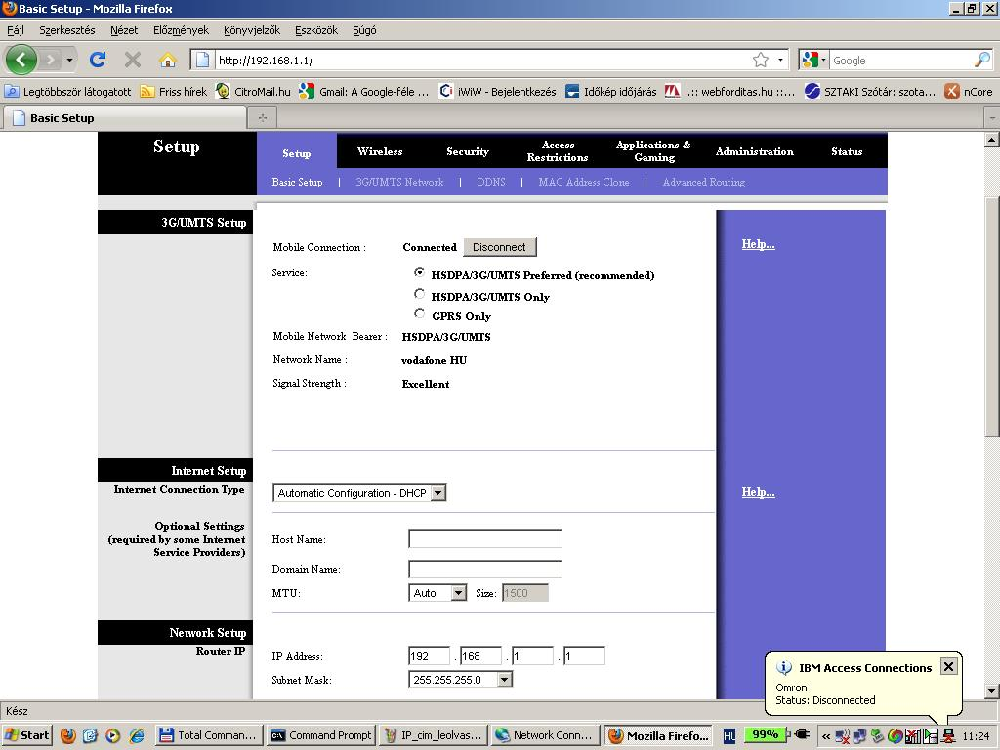 Basic Setup - Mozilla Firefox
Fájl Szerkesztés Nézet Előzmények Könyvjelzők Eszközök Súgó
http://192.168.1.1/ Google
Legtöbbször látogatott Friss hírek CitroMail.hu Gmail: A Google-féle ... iWiW - Bejelentkezés Időkép időjárás .:: webforditas.hu ::... SZTAKI Szótár: szota... nCore
Basic Setup
Setup Setup Wireless Security Access Restrictions Applications & Gaming Administration Status
Basic Setup | 3G/UMTS Network | DDNS | MAC Address Clone | Advanced Routing
3G/UMTS Setup
Mobile Connection : Connected Disconnect Help...
Service: HSDPA/3G/UMTS Preferred (recommended)
HSDPA/3G/UMTS Only
GPRS Only
Mobile Network Bearer : HSDPA/3G/UMTS
Network Name : vodafone HU
Signal Strength : Excellent
Internet Setup
Internet Connection Type Automatic Configuration - DHCP Help...
Optional Settings
(required by some Internet
Service Providers)
Host Name:
Domain Name:
MTU: Auto Size: 1500
Network Setup
Router IP
IP Address: 192 . 168 . 1 . 1
Subnet Mask: 255.255.255.0
IBM Access Connections
Omron
Status: Disconnected
Kész
Start Total Comman... Command Prompt IP_cim_leolvas... Network Conn... Mozilla Firefo... HU 99% « 11:24